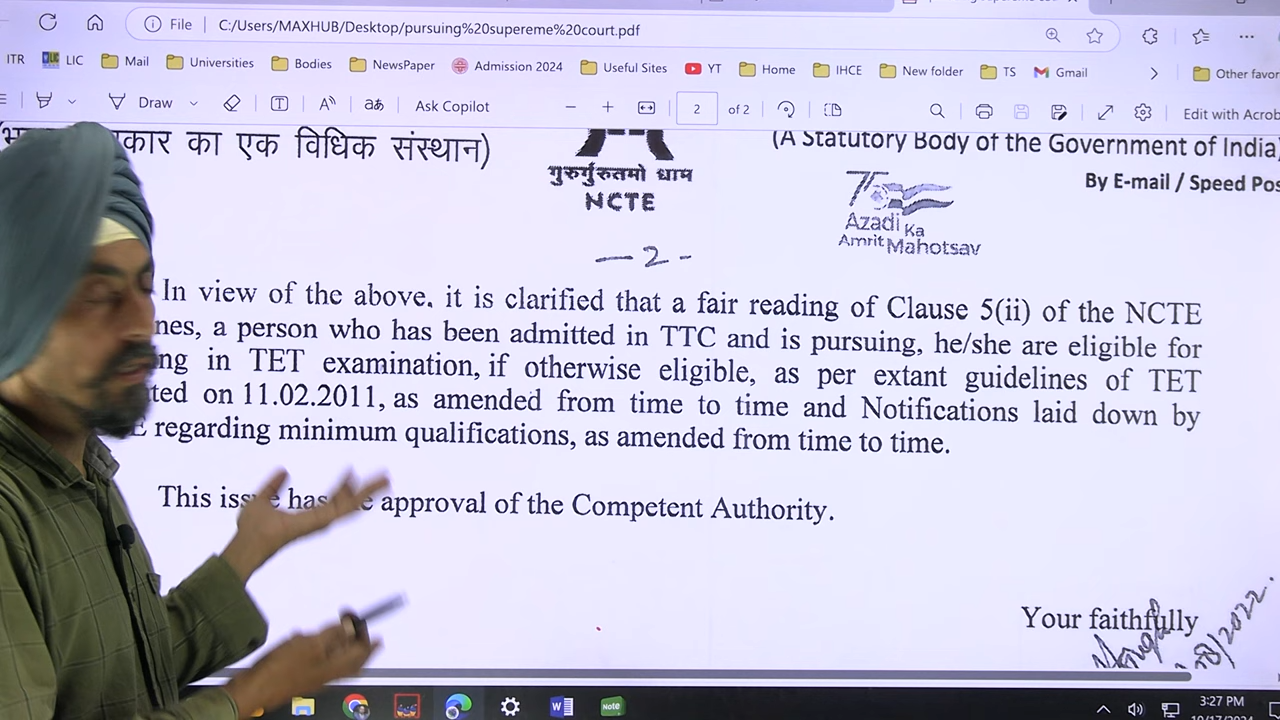 File C:/Users/MAXHUB/Desktop/pursuing%20supereme%20court.pdf
ITR LIC Mail Universities Bodies NewsPaper Admission 2024 Useful Sites YT Home IHCE New folder TS Gmail Other favor
Draw Ask Copilot 2 of 2 Edit with Acrob
कार का एक विधिक संस्थान)
(A Statutory Body of the Government of India)
By E-mail / Speed Pos
गुरुर्गुरुतमो धाम
NCTE
75
Azadi Ka
Amrit Mahotsav
-2-
In view of the above, it is clarified that a fair reading of Clause 5(ii) of the NCTE
nes, a person who has been admitted in TTC and is pursuing, he/she are eligible for
ng in TET examination, if otherwise eligible, as per extant guidelines of TET
ted on 11.02.2011, as amended from time to time and Notifications laid down by
E regarding minimum qualifications, as amended from time to time.
This issue has approval of the Competent Authority.
Your faithfully
/2022
Note
3:27 PM
10/17/2024